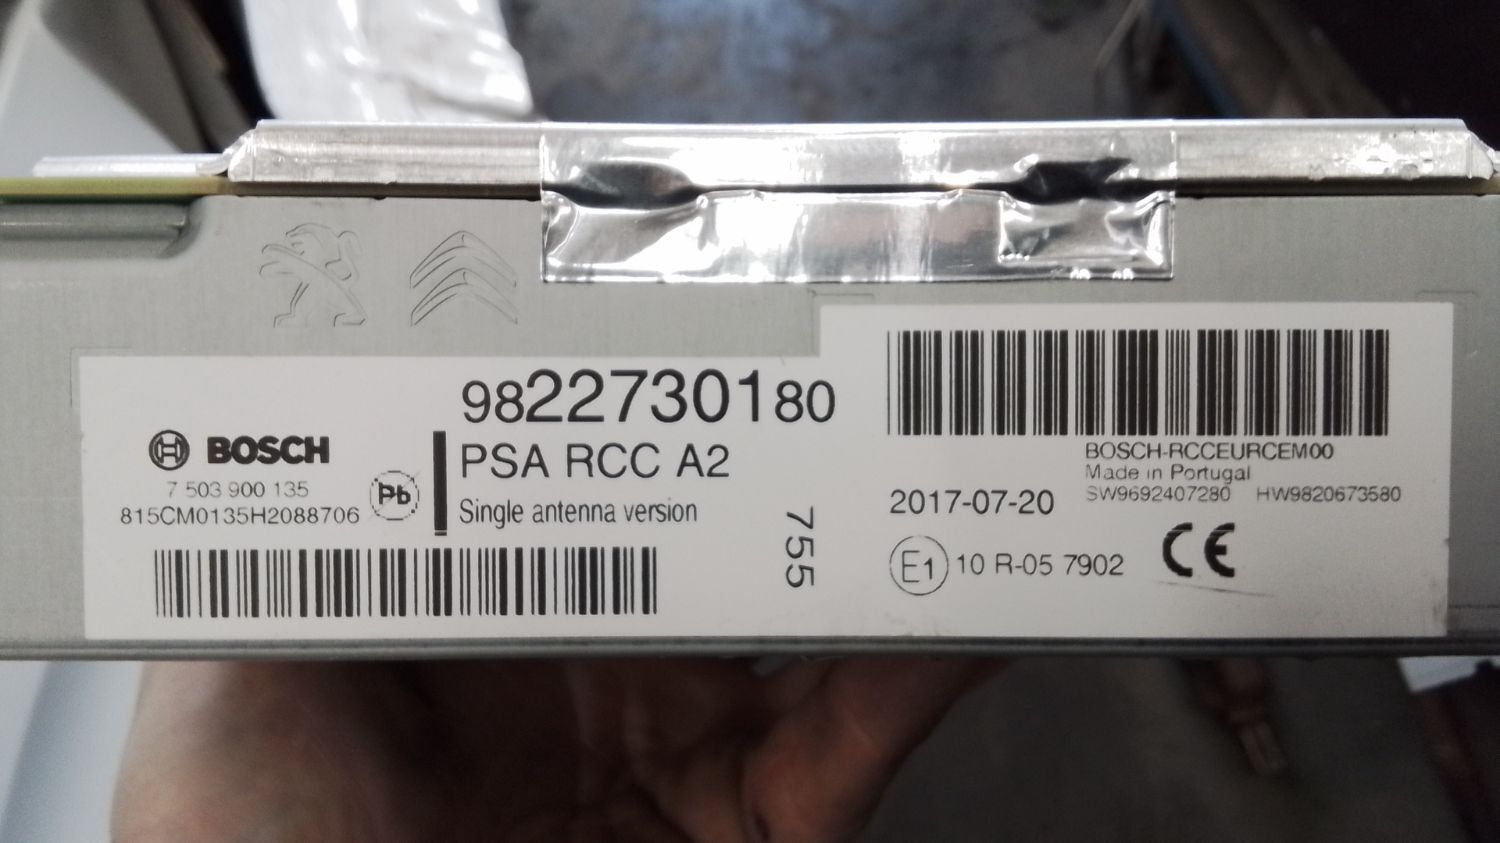 9822730180
BOSCH
PSA RCC A2
7 503 900 135
Pb
815CM0135H2088706
Single antenna version
755
BOSCH-RCCEURCEM00
Made in Portugal
2017-07-20
SW9692407280 HW9820673580
E1 10 R-05 7902
CE